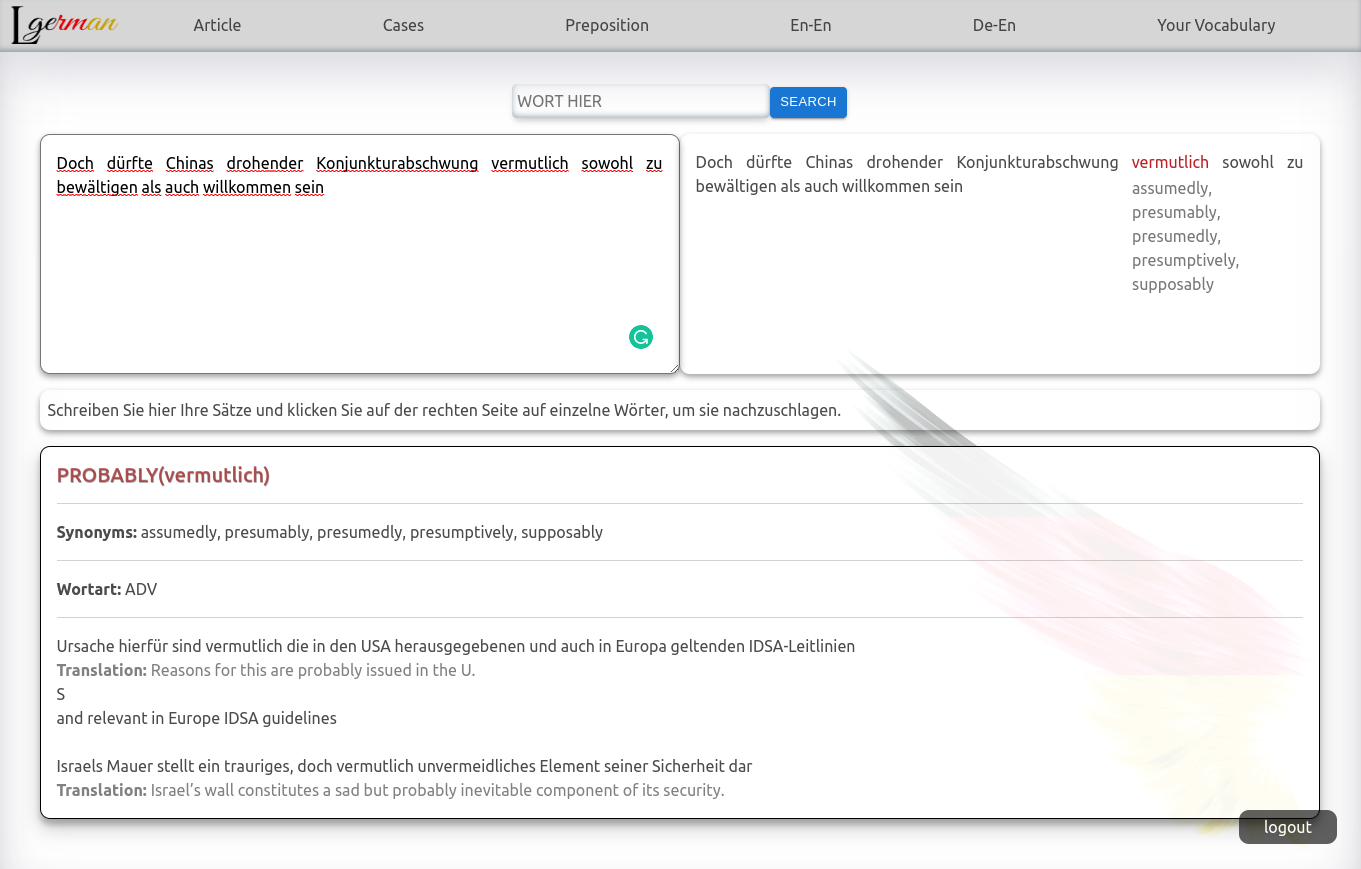 Lgerman Article Cases Preposition En-En De-En Your Vocabulary
WORT HIER SEARCH
Doch dürfte Chinas drohender Konjunkturabschwung vermutlich sowohl zu
bewältigen als auch willkommen sein
Doch dürfte Chinas drohender Konjunkturabschwung vermutlich sowohl zu
bewältigen als auch willkommen sein
assumedly,
presumably,
presumedly,
presumptively,
supposably
Schreiben Sie hier Ihre Sätze und klicken Sie auf der rechten Seite auf einzelne Wörter, um sie nachzuschlagen.
PROBABLY(vermutlich)
Synonyms: assumedly, presumably, presumedly, presumptively, supposably
Wortart: ADV
Ursache hierfür sind vermutlich die in den USA herausgegebenen und auch in Europa geltenden IDSA-Leitlinien
Translation: Reasons for this are probably issued in the U.
S
and relevant in Europe IDSA guidelines
Israels Mauer stellt ein trauriges, doch vermutlich unvermeidliches Element seiner Sicherheit dar
Translation: Israel’s wall constitutes a sad but probably inevitable component of its security.
logout